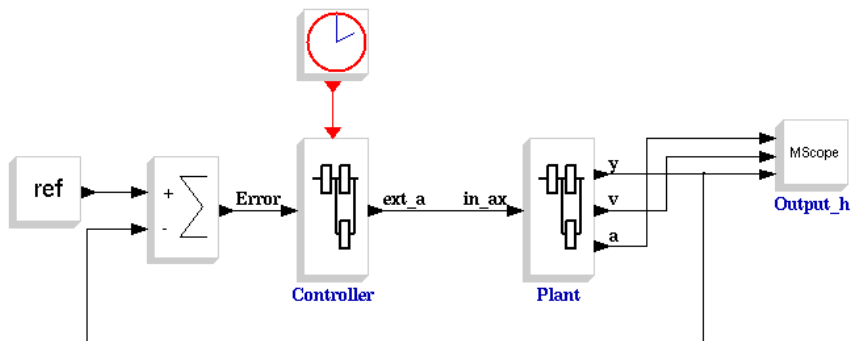 ref
+
-
Error
Controller
ext_a
in_ax
Plant
y
v
a
MScope
Output_h